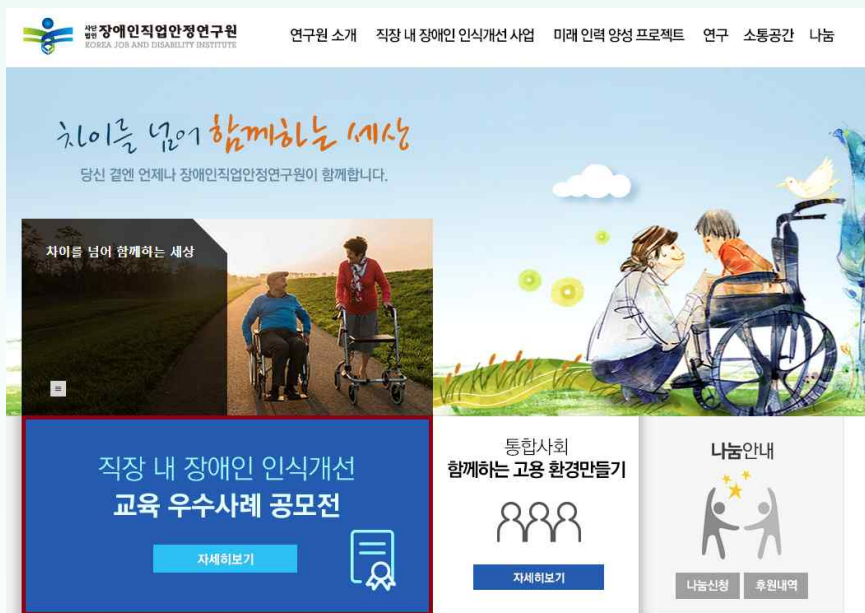 사단법인 장애인직업안정연구원
KOREA JOB AND DISABILITY INSTITUTE
연구원 소개 직장 내 장애인 인식개선 사업 미래 인력 양성 프로젝트 연구 소통공간 나눔
차이를 넘어 함께하는 세상
당신 곁엔 언제나 장애인직업안정연구원이 함께합니다.
차이를 넘어 함께하는 세상
직장 내 장애인 인식개선
교육 우수사례 공모전
자세히보기
통합사회
함께하는 고용 환경만들기
자세히보기
나눔안내
나눔신청 후원내역